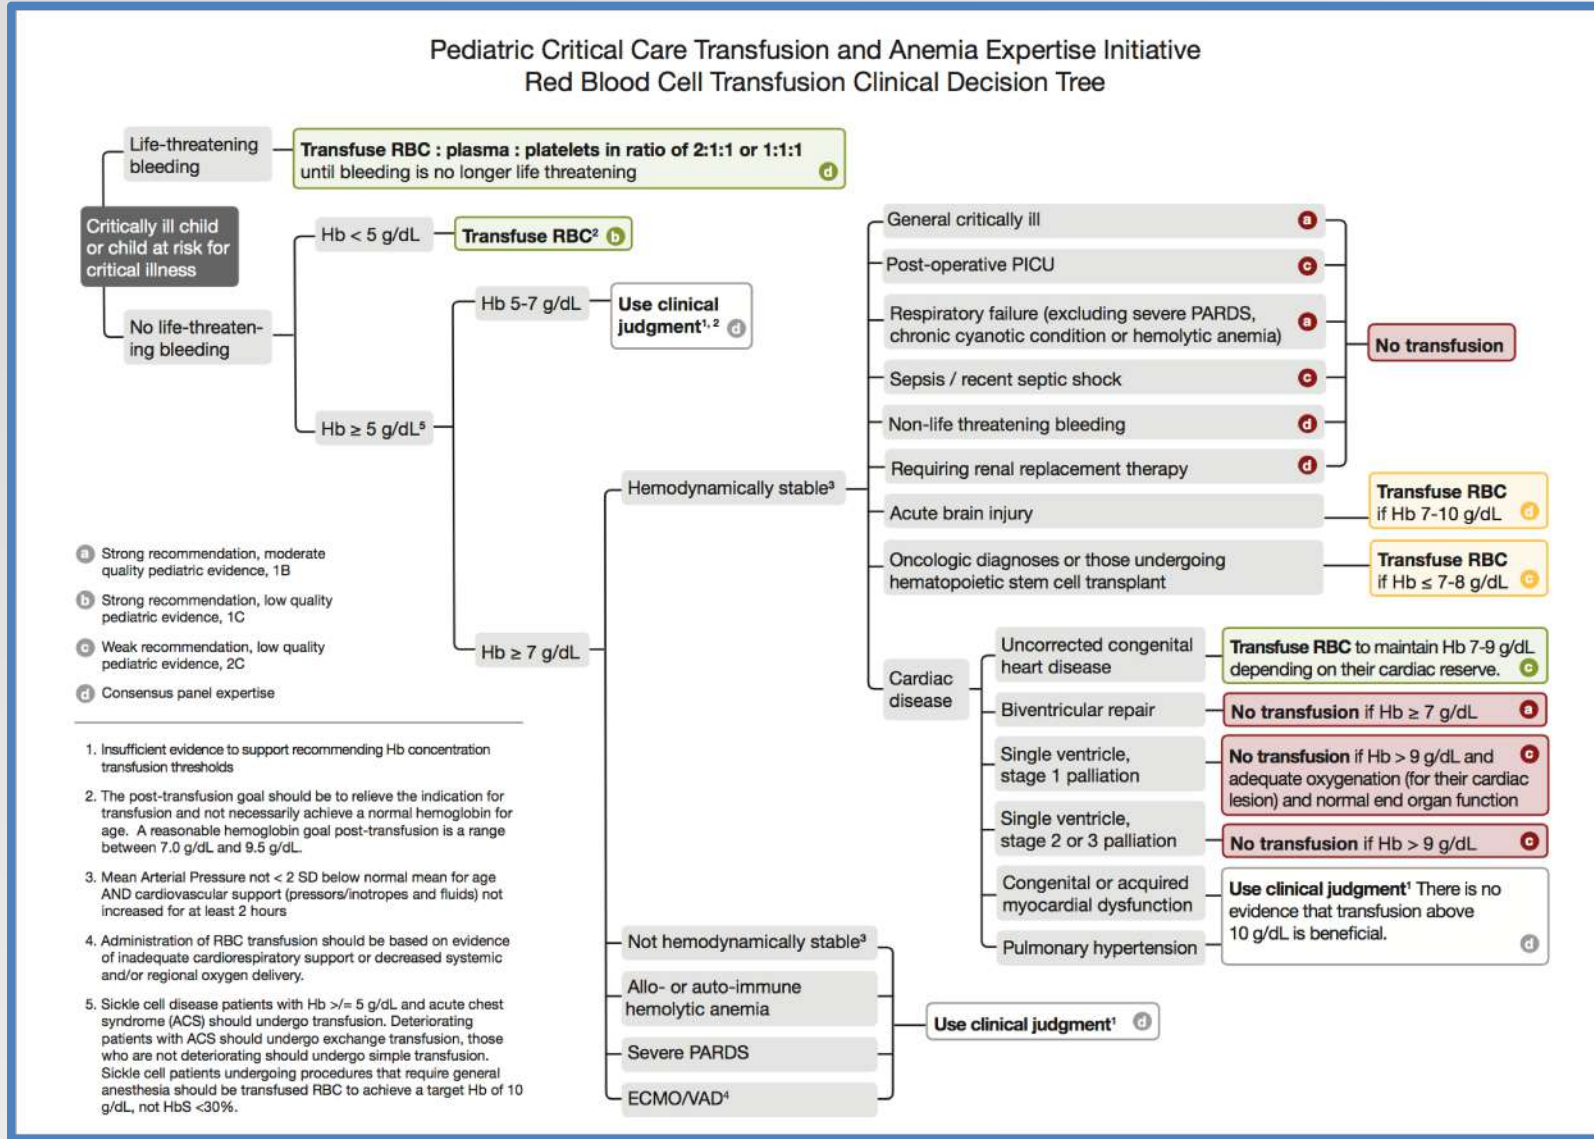 Pediatric Critical Care Transfusion and Anemia Expertise Initiative
Red Blood Cell Transfusion Clinical Decision Tree
Life-threatening
bleeding
Transfuse RBC : plasma : platelets in ratio of 2:1:1 or 1:1:1
until bleeding is no longer life threatening
d
Critically ill child
or child at risk for
critical illness
No life-threaten-
ing bleeding
Hb < 5 g/dL
Transfuse RBC² b
Hb ≥ 5 g/dL⁵
Hb 5-7 g/dL
Use clinical
judgment¹,² d
Hb ≥ 7 g/dL
Hemodynamically stable³
General critically ill a
Post-operative PICU c
Respiratory failure (excluding severe PARDS,
chronic cyanotic condition or hemolytic anemia) a
Sepsis / recent septic shock c
Non-life threatening bleeding d
Requiring renal replacement therapy d
No transfusion
Acute brain injury
Transfuse RBC
if Hb 7-10 g/dL d
Oncologic diagnoses or those undergoing
hematopoietic stem cell transplant
Transfuse RBC
if Hb ≤ 7-8 g/dL c
Cardiac
disease
Uncorrected congenital
heart disease
Transfuse RBC to maintain Hb 7-9 g/dL
depending on their cardiac reserve. c
Biventricular repair
No transfusion if Hb ≥ 7 g/dL a
Single ventricle,
stage 1 palliation
No transfusion if Hb > 9 g/dL and c
adequate oxygenation (for their cardiac
lesion) and normal end organ function
Single ventricle,
stage 2 or 3 palliation
No transfusion if Hb > 9 g/dL c
Congenital or acquired
myocardial dysfunction
Pulmonary hypertension
Use clinical judgment¹ There is no
evidence that transfusion above
10 g/dL is beneficial.
d
Not hemodynamically stable³
Allo- or auto-immune
hemolytic anemia
Severe PARDS
ECMO/VAD⁴
Use clinical judgment¹ d
a Strong recommendation, moderate
quality pediatric evidence, 1B
b Strong recommendation, low quality
pediatric evidence, 1C
c Weak recommendation, low quality
pediatric evidence, 2C
d Consensus panel expertise
1. Insufficient evidence to support recommending Hb concentration
transfusion thresholds
2. The post-transfusion goal should be to relieve the indication for
transfusion and not necessarily achieve a normal hemoglobin for
age. A reasonable hemoglobin goal post-transfusion is a range
between 7.0 g/dL and 9.5 g/dL.
3. Mean Arterial Pressure not < 2 SD below normal mean for age
AND cardiovascular support (pressors/inotropes and fluids) not
increased for at least 2 hours
4. Administration of RBC transfusion should be based on evidence
of inadequate cardiorespiratory support or decreased systemic
and/or regional oxygen delivery.
5. Sickle cell disease patients with Hb >/= 5 g/dL and acute chest
syndrome (ACS) should undergo transfusion. Deteriorating
patients with ACS should undergo exchange transfusion, those
who are not deteriorating should undergo simple transfusion.
Sickle cell patients undergoing procedures that require general
anesthesia should be transfused RBC to achieve a target Hb of 10
g/dL, not HbS <30%.